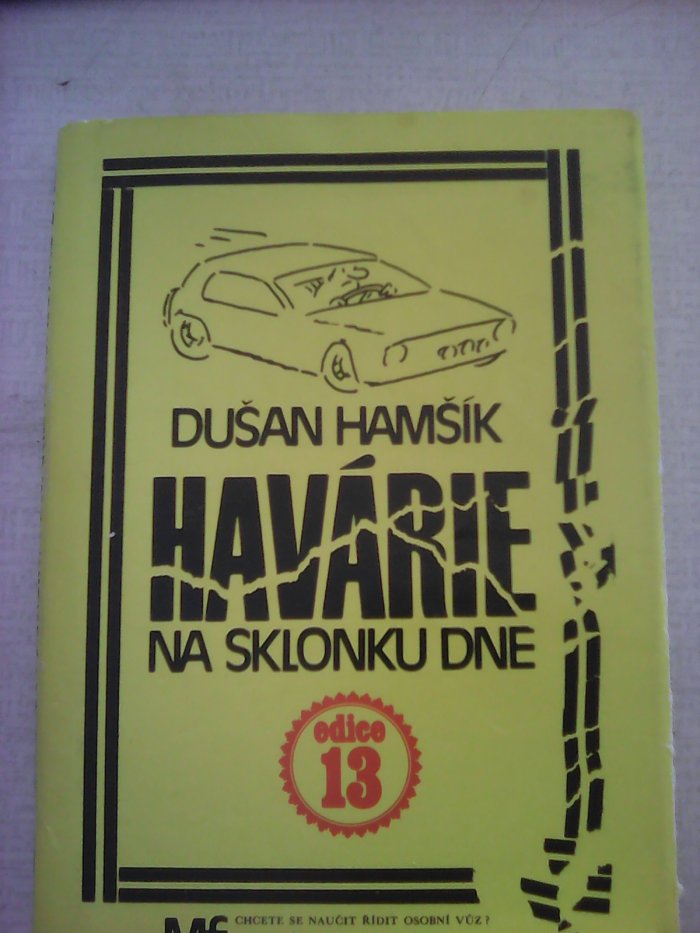 DUŠAN HAMŠÍK
HAVÁRIE
NA SKLONKU DNE
edice
13
Mf CHCETE SE NAUČIT ŘÍDIT OSOBNÍ VŮZ?